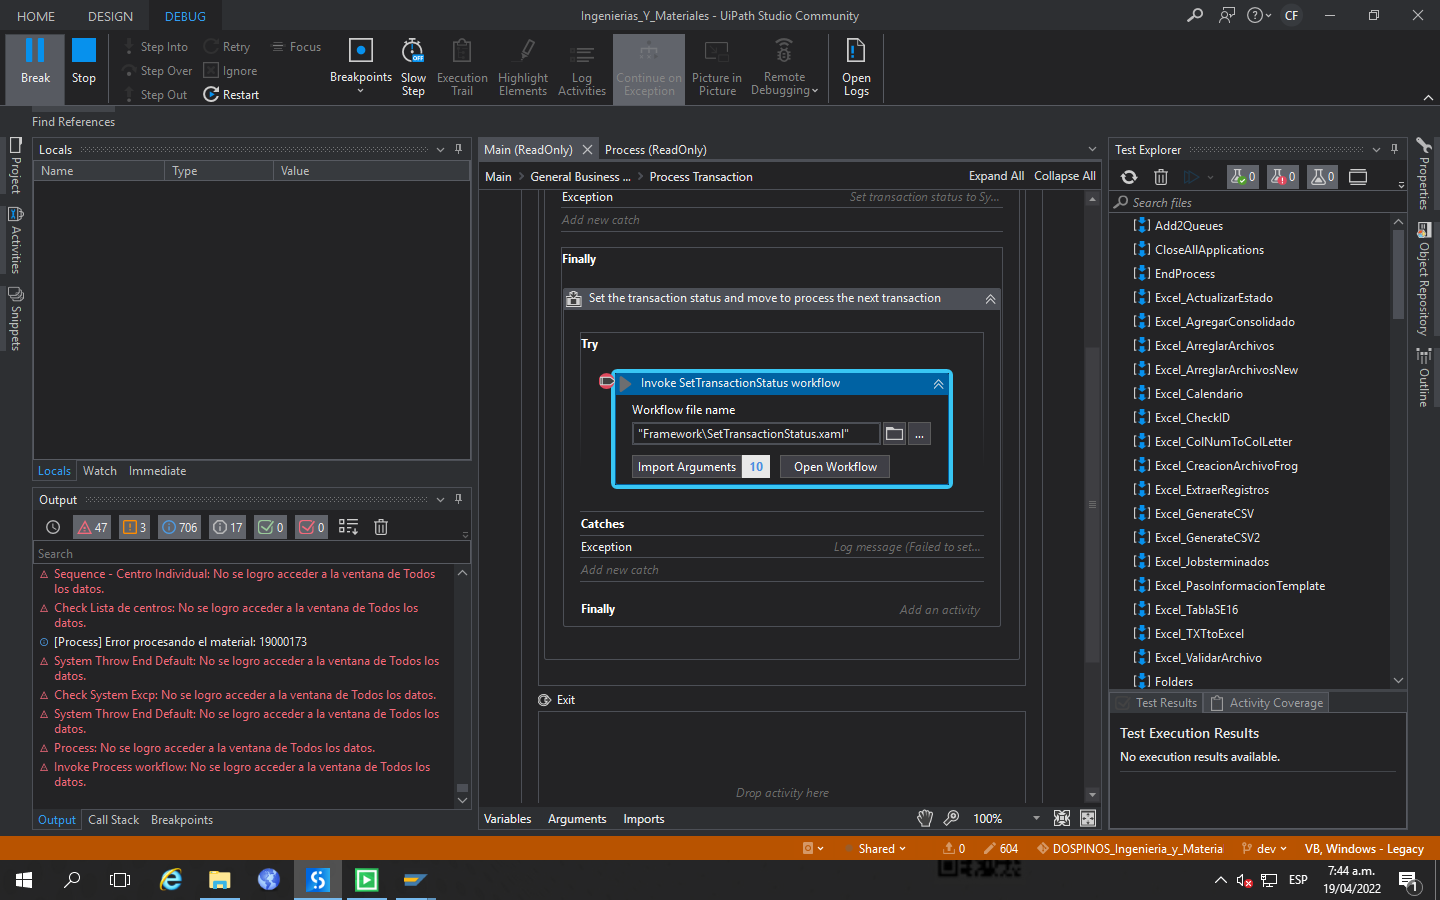 HOME
DESIGN
DEBUG
Ingenierias_Y_Materiales - UiPath Studio Community
CF
Break
Stop
Step Into
Step Over
Step Out
Retry
Ignore
Restart
Focus
Breakpoints
Slow
Step
OFF
Execution
Trail
Highlight
Elements
Log
Activities
Continue on
Exception
Picture in
Picture
Remote
Debugging
Open
Logs
Find References
Project
Activities
Snippets
Locals
Name
Type
Value
Locals
Watch
Immediate
Output
47
3
706
17
0
0
Search
Sequence - Centro Individual: No se logro acceder a la ventana de Todos
los datos.
Check Lista de centros: No se logro acceder a la ventana de Todos los
datos.
[Process] Error procesando el material: 19000173
System Throw End Default: No se logro acceder a la ventana de Todos los
datos.
Check System Excp: No se logro acceder a la ventana de Todos los datos.
System Throw End Default: No se logro acceder a la ventana de Todos los
datos.
Process: No se logro acceder a la ventana de Todos los datos.
Invoke Process workflow: No se logro acceder a la ventana de Todos los
datos.
Output
Call Stack
Breakpoints
Main (ReadOnly)
Process (ReadOnly)
Main
General Business ...
Process Transaction
Expand All
Collapse All
Exception
Set transaction status to Sy...
Add new catch
Finally
Set the transaction status and move to process the next transaction
Try
Invoke SetTransactionStatus workflow
Workflow file name
"Framework\SetTransactionStatus.xaml"
...
Import Arguments
10
Open Workflow
Catches
Exception
Log message (Failed to set...
Add new catch
Finally
Add an activity
Exit
Drop activity here
Variables
Arguments
Imports
100%
Test Explorer
0
0
0
Search files
Add2Queues
CloseAllApplications
EndProcess
Excel_ActualizarEstado
Excel_AgregarConsolidado
Excel_ArreglarArchivos
Excel_ArreglarArchivosNew
Excel_Calendario
Excel_CheckID
Excel_ColNumToColLetter
Excel_CreacionArchivoFrog
Excel_ExtraerRegistros
Excel_GenerateCSV
Excel_GenerateCSV2
Excel_Jobsterminados
Excel_PasoInformacionTemplate
Excel_TablaSE16
Excel_TXTtoExcel
Excel_ValidarArchivo
Folders
Test Results
Activity Coverage
Test Execution Results
No execution results available.
Properties
Object Repository
Outline
Shared
0
604
DOSPINOS_Ingenieria_y_Materia
dev
VB, Windows - Legacy
ESP
7:44 a.m.
19/04/2022
1